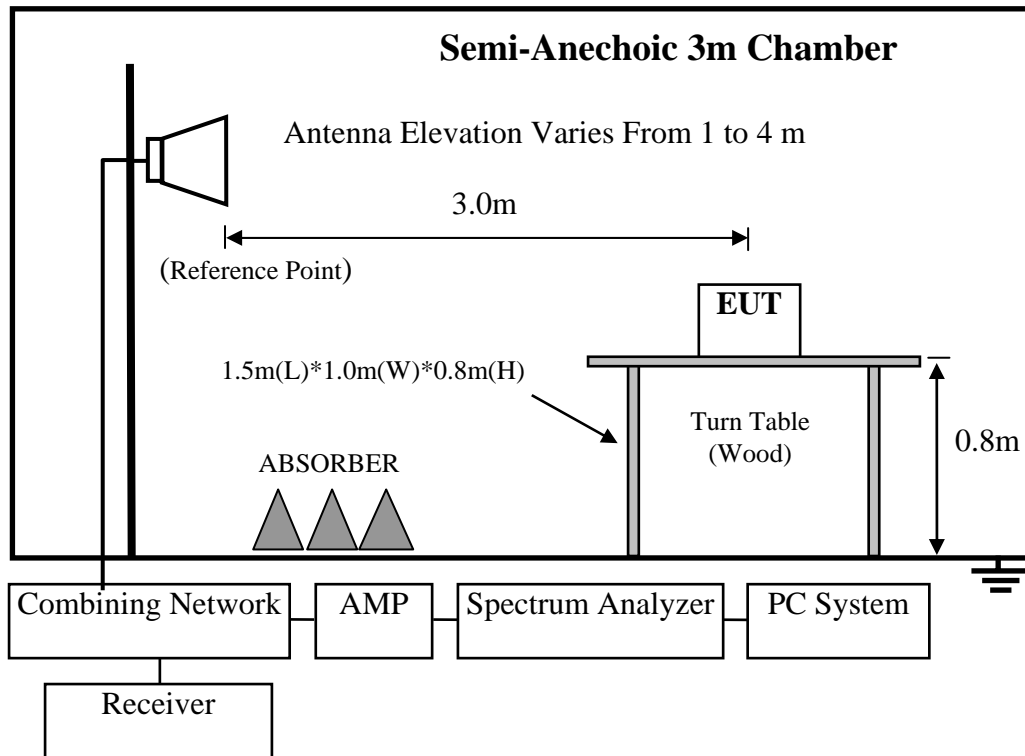 Semi-Anechoic 3m Chamber
Antenna Elevation Varies From 1 to 4 m
3.0m
(Reference Point)
EUT
1.5m(L)*1.0m(W)*0.8m(H)
Turn Table
(Wood)
0.8m
ABSORBER
Combining Network
AMP
Spectrum Analyzer
PC System
Receiver